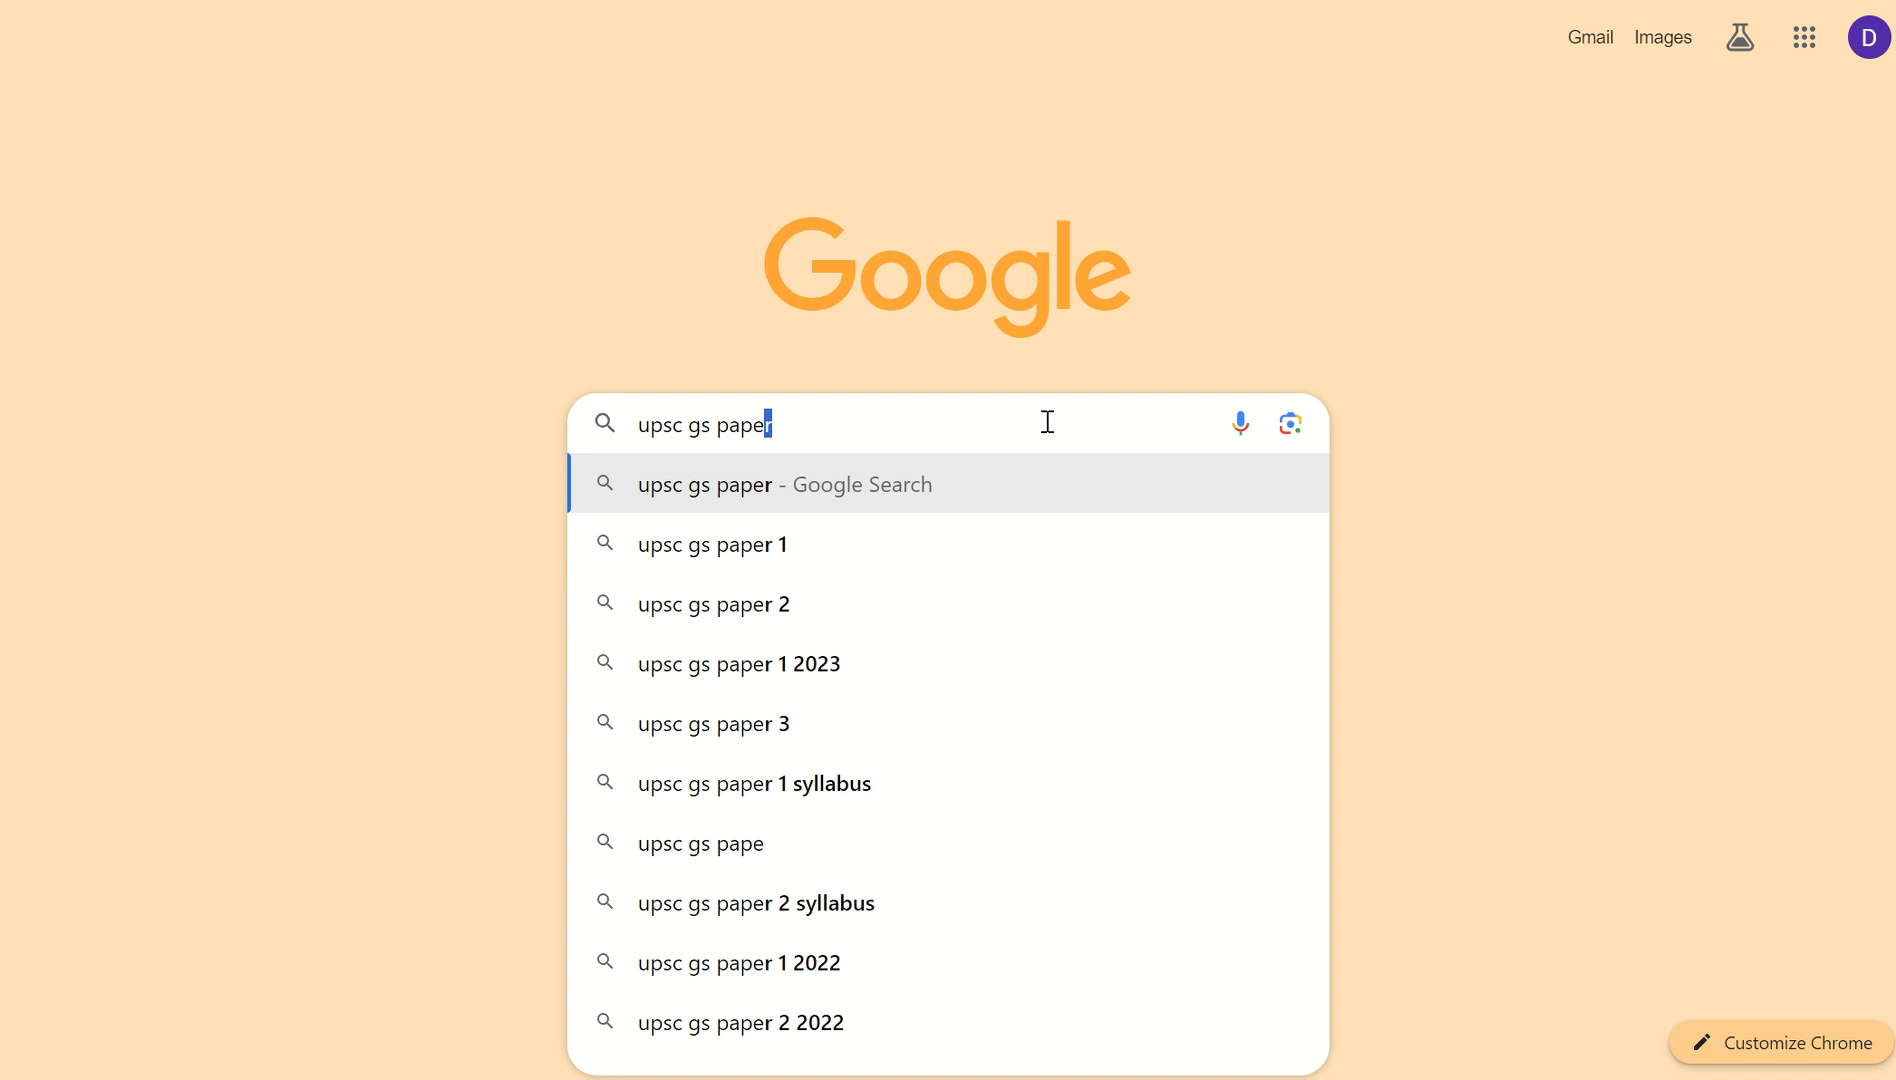 Gmail Images D
Google
upsc gs paper
upsc gs paper - Google Search
upsc gs paper 1
upsc gs paper 2
upsc gs paper 1 2023
upsc gs paper 3
upsc gs paper 1 syllabus
upsc gs pape
upsc gs paper 2 syllabus
upsc gs paper 1 2022
upsc gs paper 2 2022
Customize Chrome